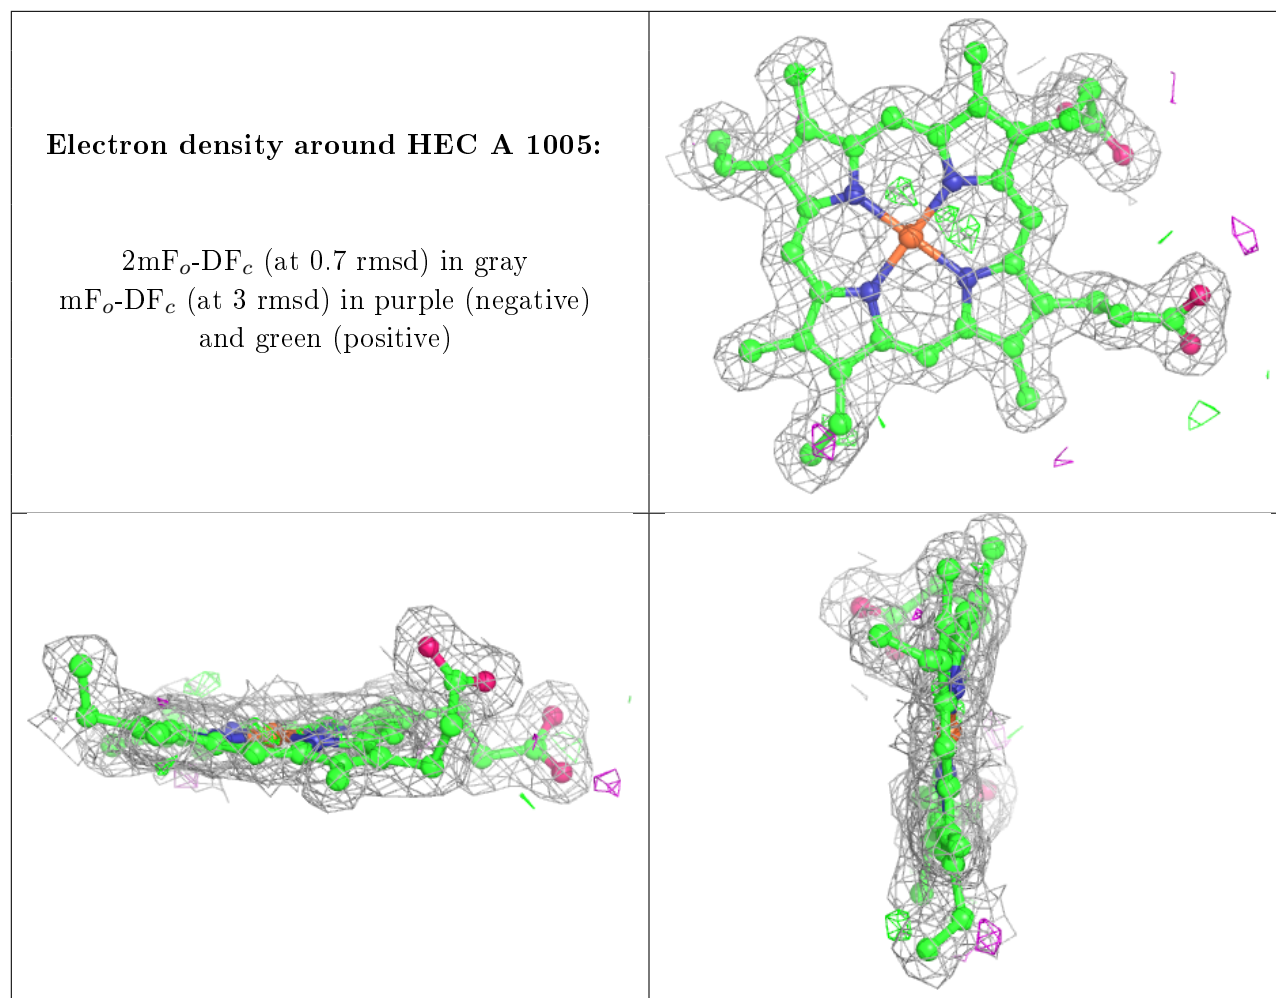 Electron density around HEC A 1005:
2mFₒ-DF𝒸 (at 0.7 rmsd) in gray
mFₒ-DF𝒸 (at 3 rmsd) in purple (negative)
and green (positive)